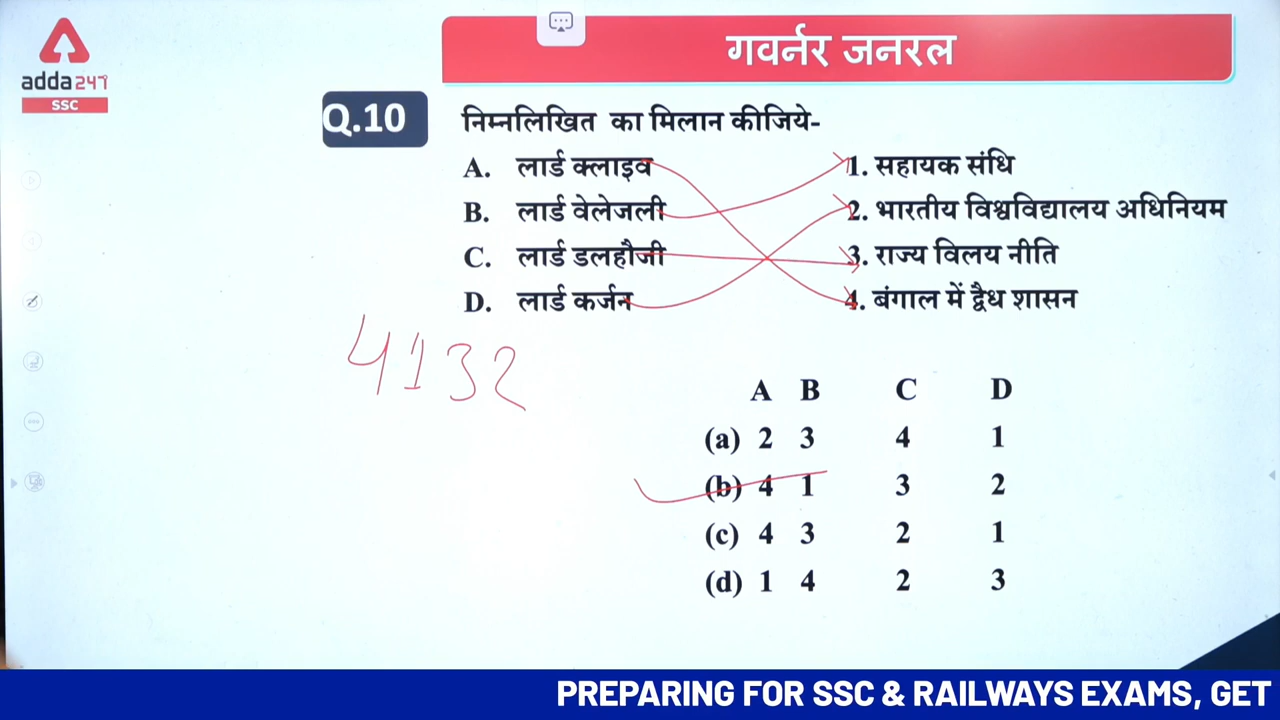 adda247
SSC
गवर्नर जनरल
Q.10 निम्नलिखित का मिलान कीजिये-
A. लार्ड क्लाइव 1. सहायक संधि
B. लार्ड वेलेजली 2. भारतीय विश्वविद्यालय अधिनियम
C. लार्ड डलहौजी 3. राज्य विलय नीति
D. लार्ड कर्जन 4. बंगाल में द्वैध शासन
4132
A B C D
(a) 2 3 4 1
(b) 4 1 3 2
(c) 4 3 2 1
(d) 1 4 2 3
PREPARING FOR SSC & RAILWAYS EXAMS, GET